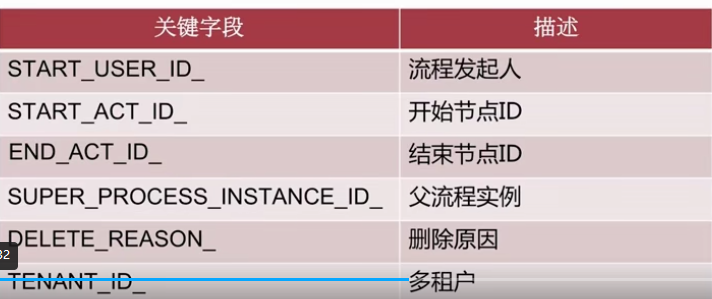 关键字段 描述
START_USER_ID_ 流程发起人
START_ACT_ID_ 开始节点ID
END_ACT_ID_ 结束节点ID
SUPER_PROCESS_INSTANCE_ID_ 父流程实例
DELETE_REASON_ 删除原因
32
TENANT_ID_ 多租户